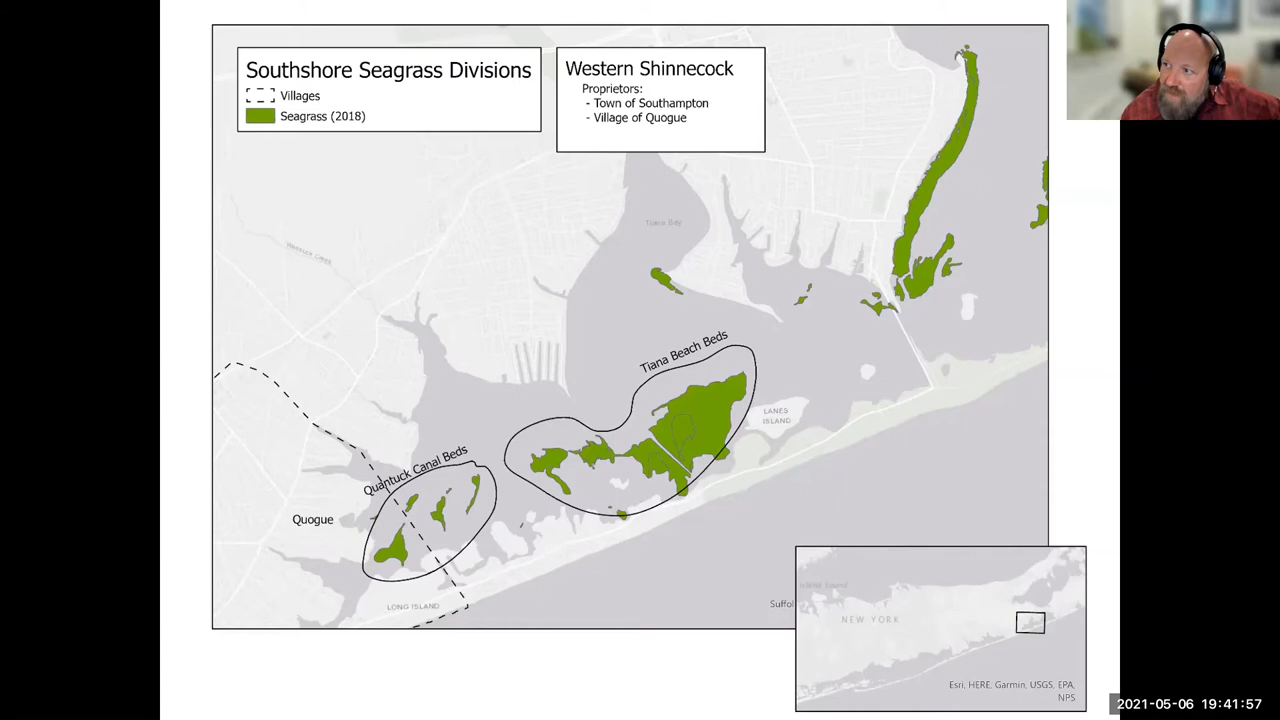 Southshore Seagrass Divisions
Villages
Seagrass (2018)
Western Shinnecock
Proprietors:
- Town of Southampton
- Village of Quogue
Tiana Bay
Tiana Beach Beds
LANES
ISLAND
Quantuck Canal Beds
Quogue
LONG ISLAND
Suffol
Island Sound
NEW YORK
Esri, HERE, Garmin, USGS, EPA,
NPS
2021-05-06 19:41:57